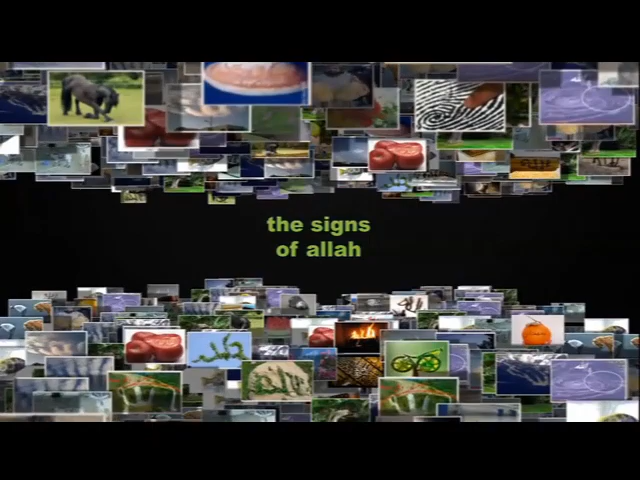 the signs
of allah